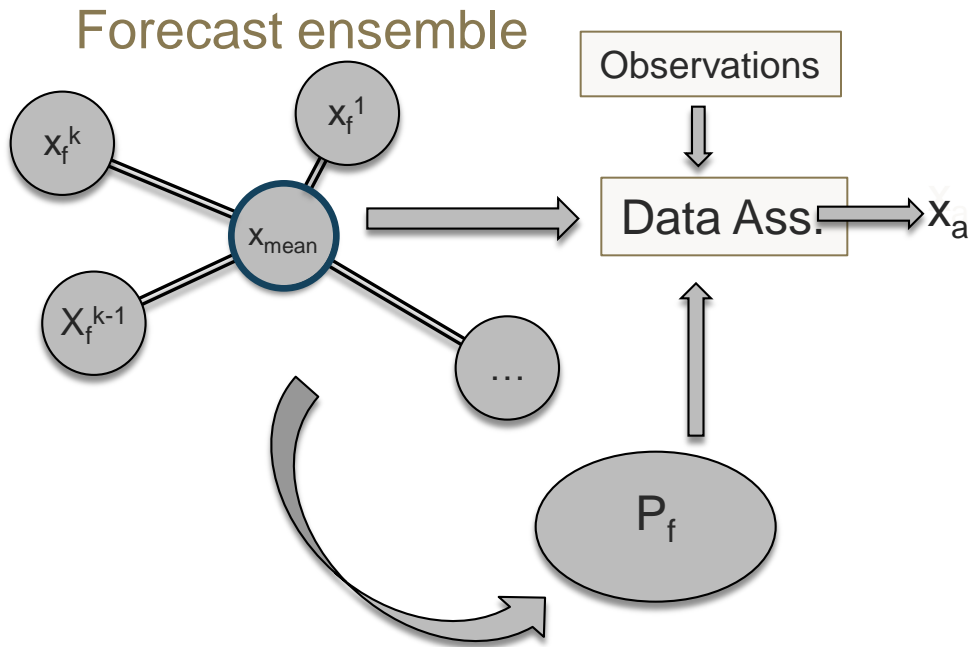 Forecast ensemble
Observations
x_f^1
x_f^k
x_mean
Data Ass.
x_a
X_f^k-1
…
P_f